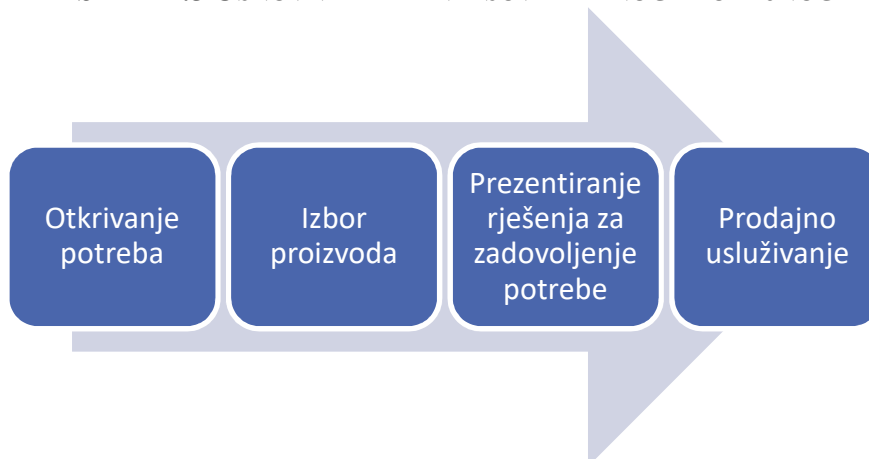 Otkrivanje
potreba
Izbor
proizvoda
Prezentiranje
rješenja za
zadovoljenje
potrebe
Prodajno
usluživanje